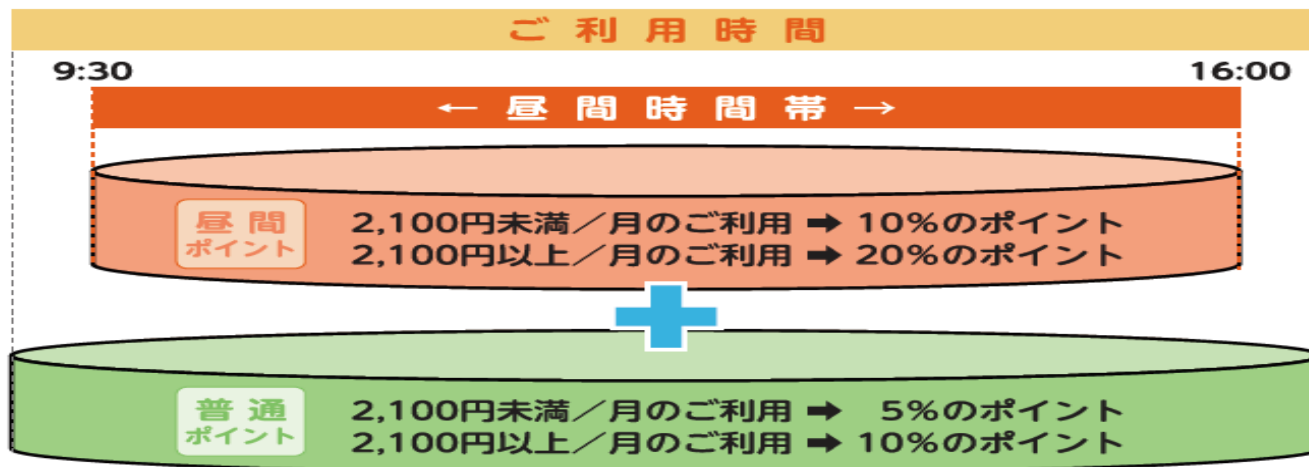 ご利用時間
9:30 16:00
←昼間時間帯→
昼間
ポイント
2,100円未満／月のご利用 ➡ 10%のポイント
2,100円以上／月のご利用 ➡ 20%のポイント
普通
ポイント
2,100円未満／月のご利用 ➡ 5%のポイント
2,100円以上／月のご利用 ➡ 10%のポイント